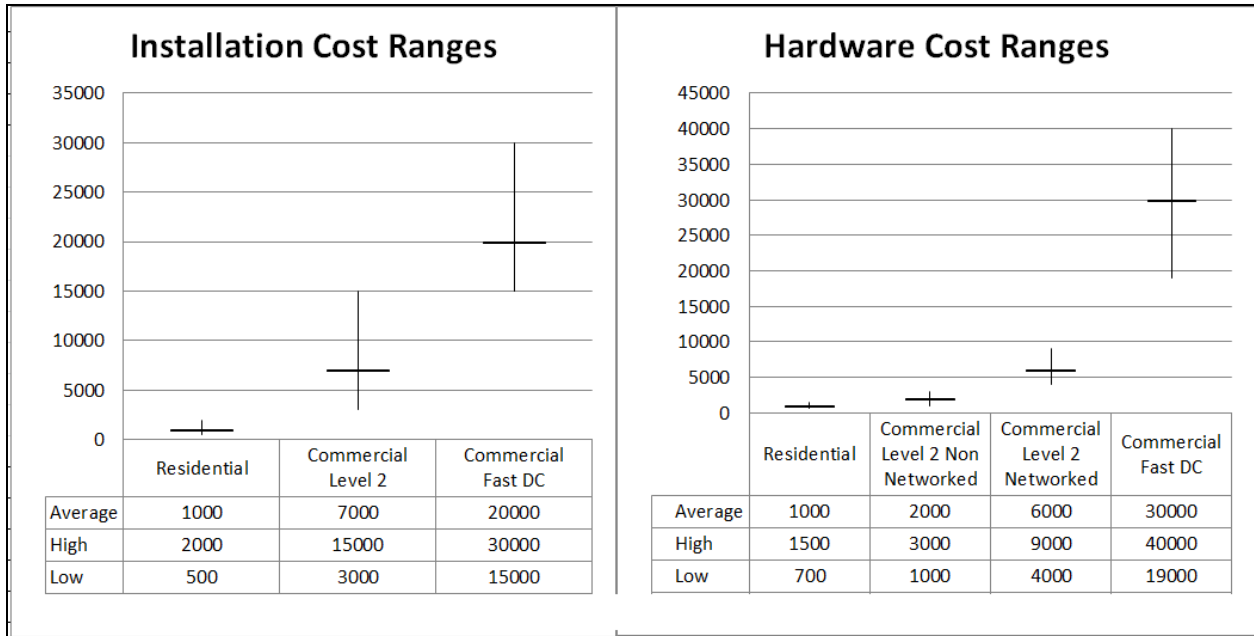 Installation Cost Ranges
35000
30000
25000
20000
15000
10000
5000
0
Residential
Commercial
Level 2
Commercial
Fast DC
Average 1000 7000 20000
High 2000 15000 30000
Low 500 3000 15000
Hardware Cost Ranges
45000
40000
35000
30000
25000
20000
15000
10000
5000
0
Residential
Commercial
Level 2 Non
Networked
Commercial
Level 2
Networked
Commercial
Fast DC
Average 1000 2000 6000 30000
High 1500 3000 9000 40000
Low 700 1000 4000 19000